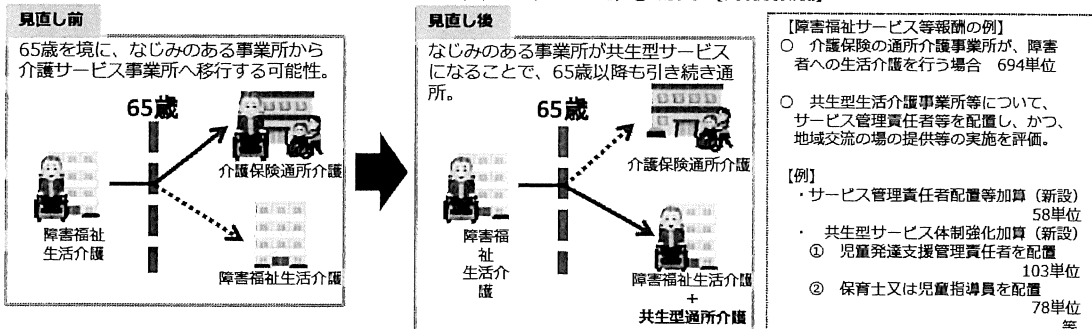 見直し前
65歳を境に、なじみのある事業所から
介護サービス事業所へ移行する可能性。
65歳
介護保険通所介護
障害福祉
生活介護
障害福祉生活介護
見直し後
なじみのある事業所が共生型サービス
になることで、65歳以降も引き続き通
所。
65歳
介護保険通所介護
障害福
祉
生活介
護
障害福祉生活介護
+
共生型通所介護
【障害福祉サービス等報酬の例】
○ 介護保険の通所介護事業所が、障害
者への生活介護を行う場合 694単位
○ 共生型生活介護事業所等について、
サービス管理責任者等を配置し、かつ、
地域交流の場の提供等の実施を評価。
【例】
・サービス管理責任者配置等加算（新設）
58単位
・ 共生型サービス体制強化加算（新設）
① 児童発達支援管理責任者を配置
103単位
② 保育士又は児童指導員を配置
78単位
等